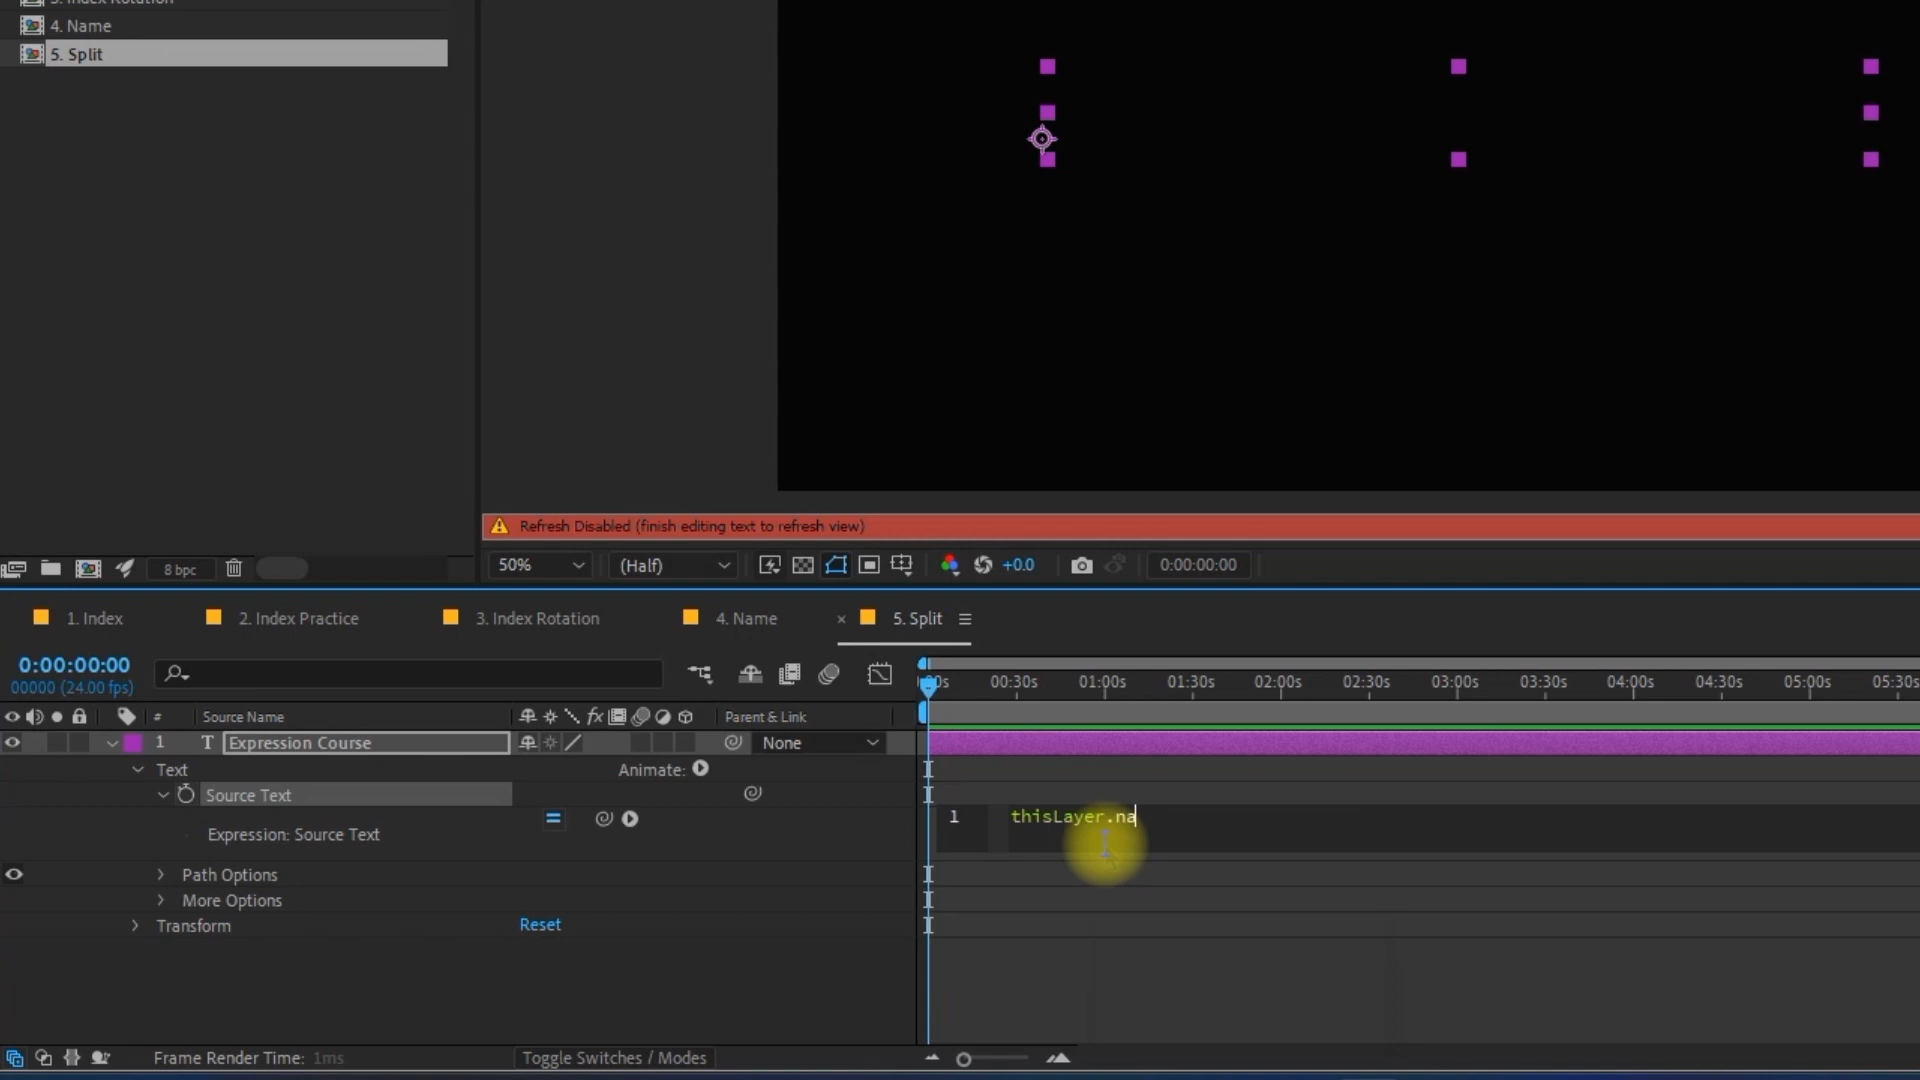 3. Index Rotation
4. Name
5. Split
Refresh Disabled (finish editing text to refresh view)
8 bpc
50%
(Half)
+0.0
0:00:00:00
1. Index
2. Index Practice
3. Index Rotation
4. Name
× 5. Split
0:00:00:00
00000 (24.00 fps)
00s 00:30s 01:00s 01:30s 02:00s 02:30s 03:00s 03:30s 04:00s 04:30s 05:00s 05:30s
# Source Name fx Parent & Link
1 T Expression Course None
Text Animate:
Source Text
Expression: Source Text
1 thisLayer.na
Path Options
More Options
Transform Reset
Frame Render Time: 1ms
Toggle Switches / Modes